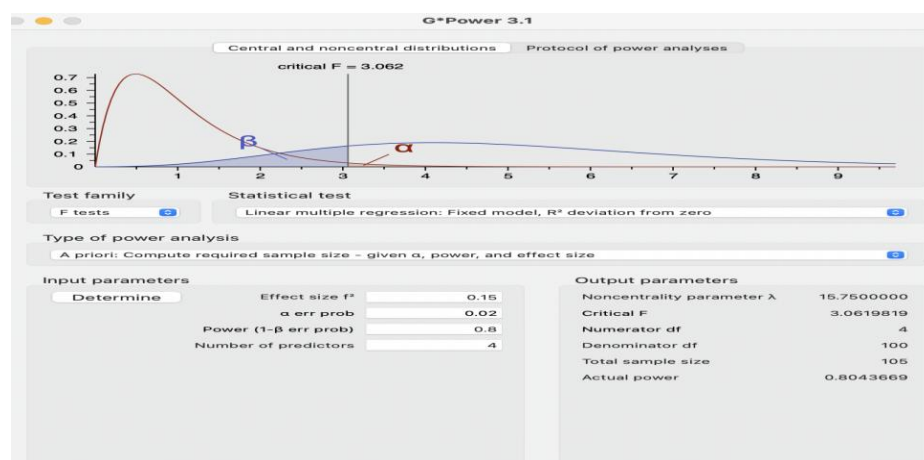 G*Power 3.1
Central and noncentral distributions Protocol of power analyses
critical F = 3.062
0.7
0.6
0.5
0.4
0.3
0.2
0.1
0
β
α
1 2 3 4 5 6 7 8 9
Test family Statistical test
F tests Linear multiple regression: Fixed model, R² deviation from zero
Type of power analysis
A priori: Compute required sample size – given α, power, and effect size
Input parameters Output parameters
Determine Effect size f² 0.15 Noncentrality parameter λ 15.7500000
α err prob 0.02 Critical F 3.0619819
Power (1-β err prob) 0.8 Numerator df 4
Number of predictors 4 Denominator df 100
Total sample size 105
Actual power 0.8043669